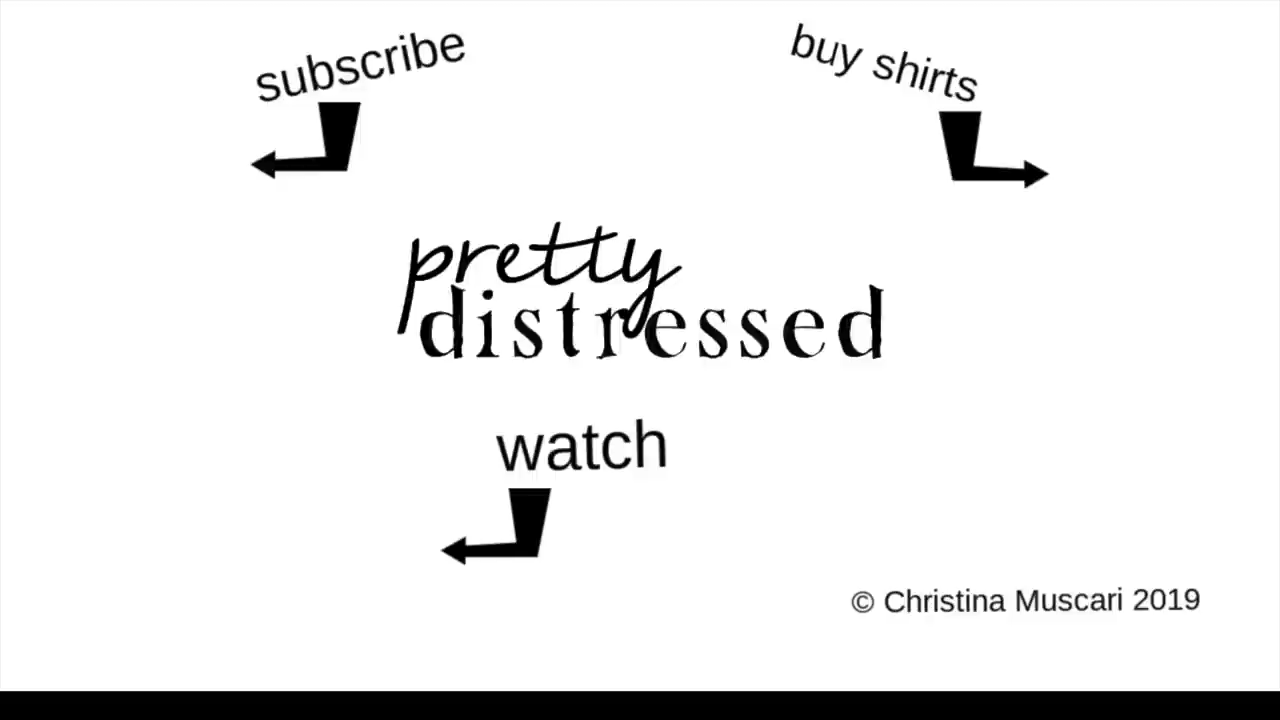 subscribe
buy shirts
pretty
distressed
watch
© Christina Muscari 2019